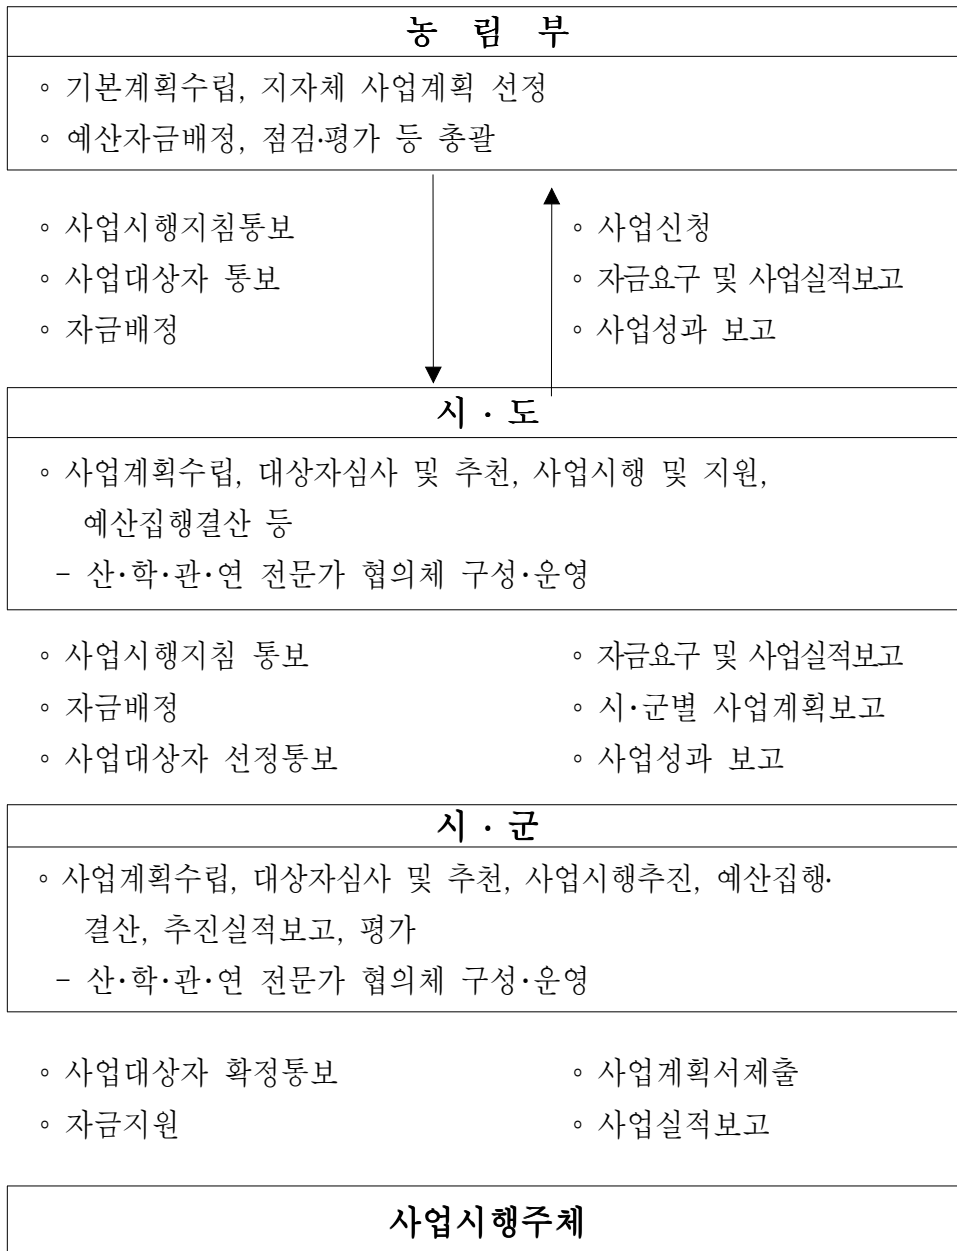 농 림 부
◦ 기본계획수립, 지자체 사업계획 선정
◦ 예산자금배정, 점검·평가 등 총괄
◦ 사업시행지침통보
◦ 사업대상자 통보
◦ 자금배정
◦ 사업신청
◦ 자금요구 및 사업실적보고
◦ 사업성과 보고
시 · 도
◦ 사업계획수립, 대상자심사 및 추천, 사업시행 및 지원,
예산집행결산 등
- 산·학·관·연 전문가 협의체 구성·운영
◦ 사업시행지침 통보
◦ 자금배정
◦ 사업대상자 선정통보
◦ 자금요구 및 사업실적보고
◦ 시·군별 사업계획보고
◦ 사업성과 보고
시 · 군
◦ 사업계획수립, 대상자심사 및 추천, 사업시행추진, 예산집행·
결산, 추진실적보고, 평가
- 산·학·관·연 전문가 협의체 구성·운영
◦ 사업대상자 확정통보
◦ 자금지원
◦ 사업계획서제출
◦ 사업실적보고
사업시행주체